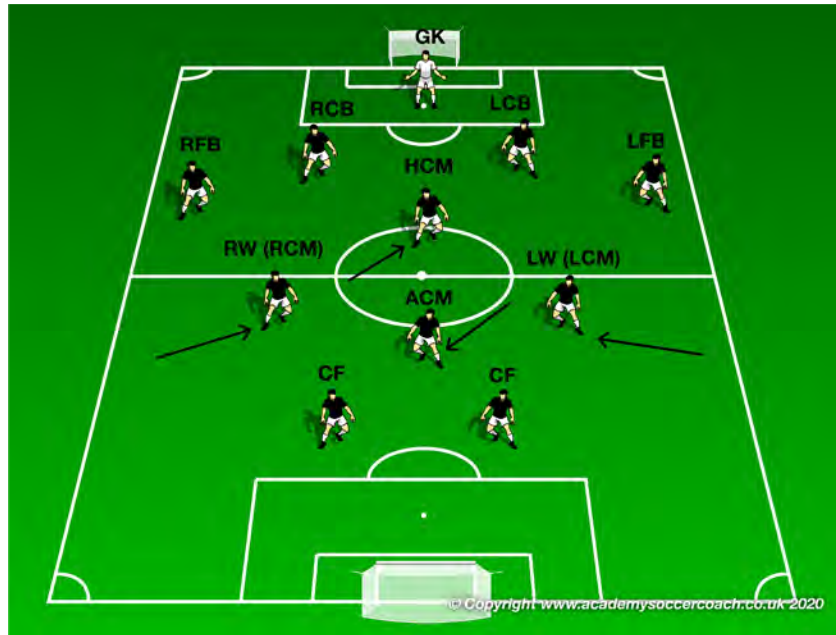 GK
RCB
LCB
RFB
LFB
HCM
RW (RCM)
LW (LCM)
ACM
CF
CF
© Copyright www.academysoccercoach.co.uk 2020